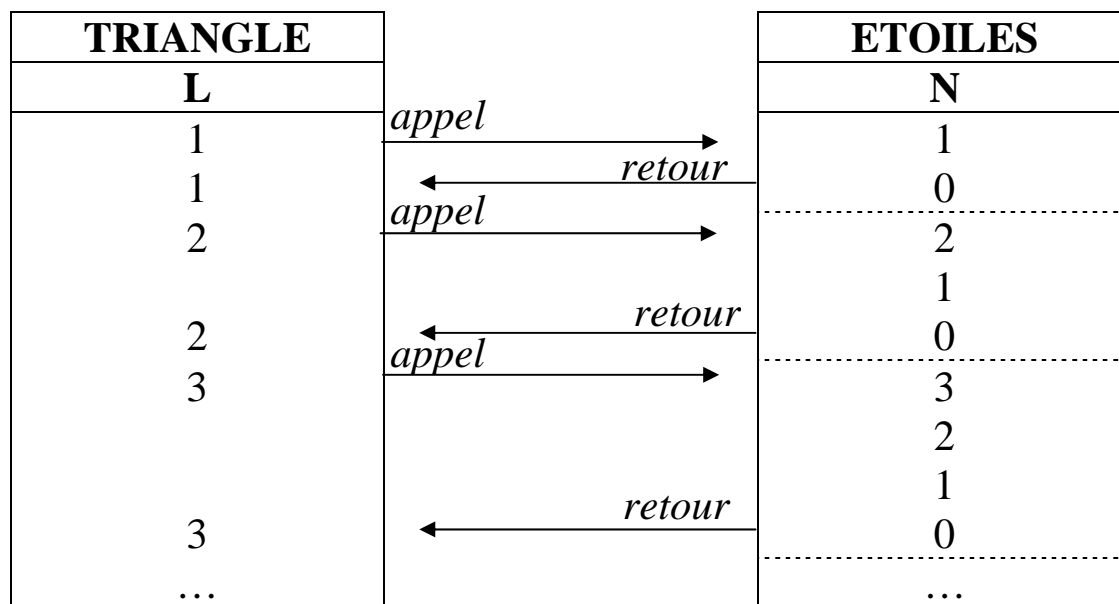 TRIANGLE ETOILES
L N
appel
1 1
retour
1 0
appel
2 2
1
retour
2 0
appel
3 3
2
1
retour
3 0
… …